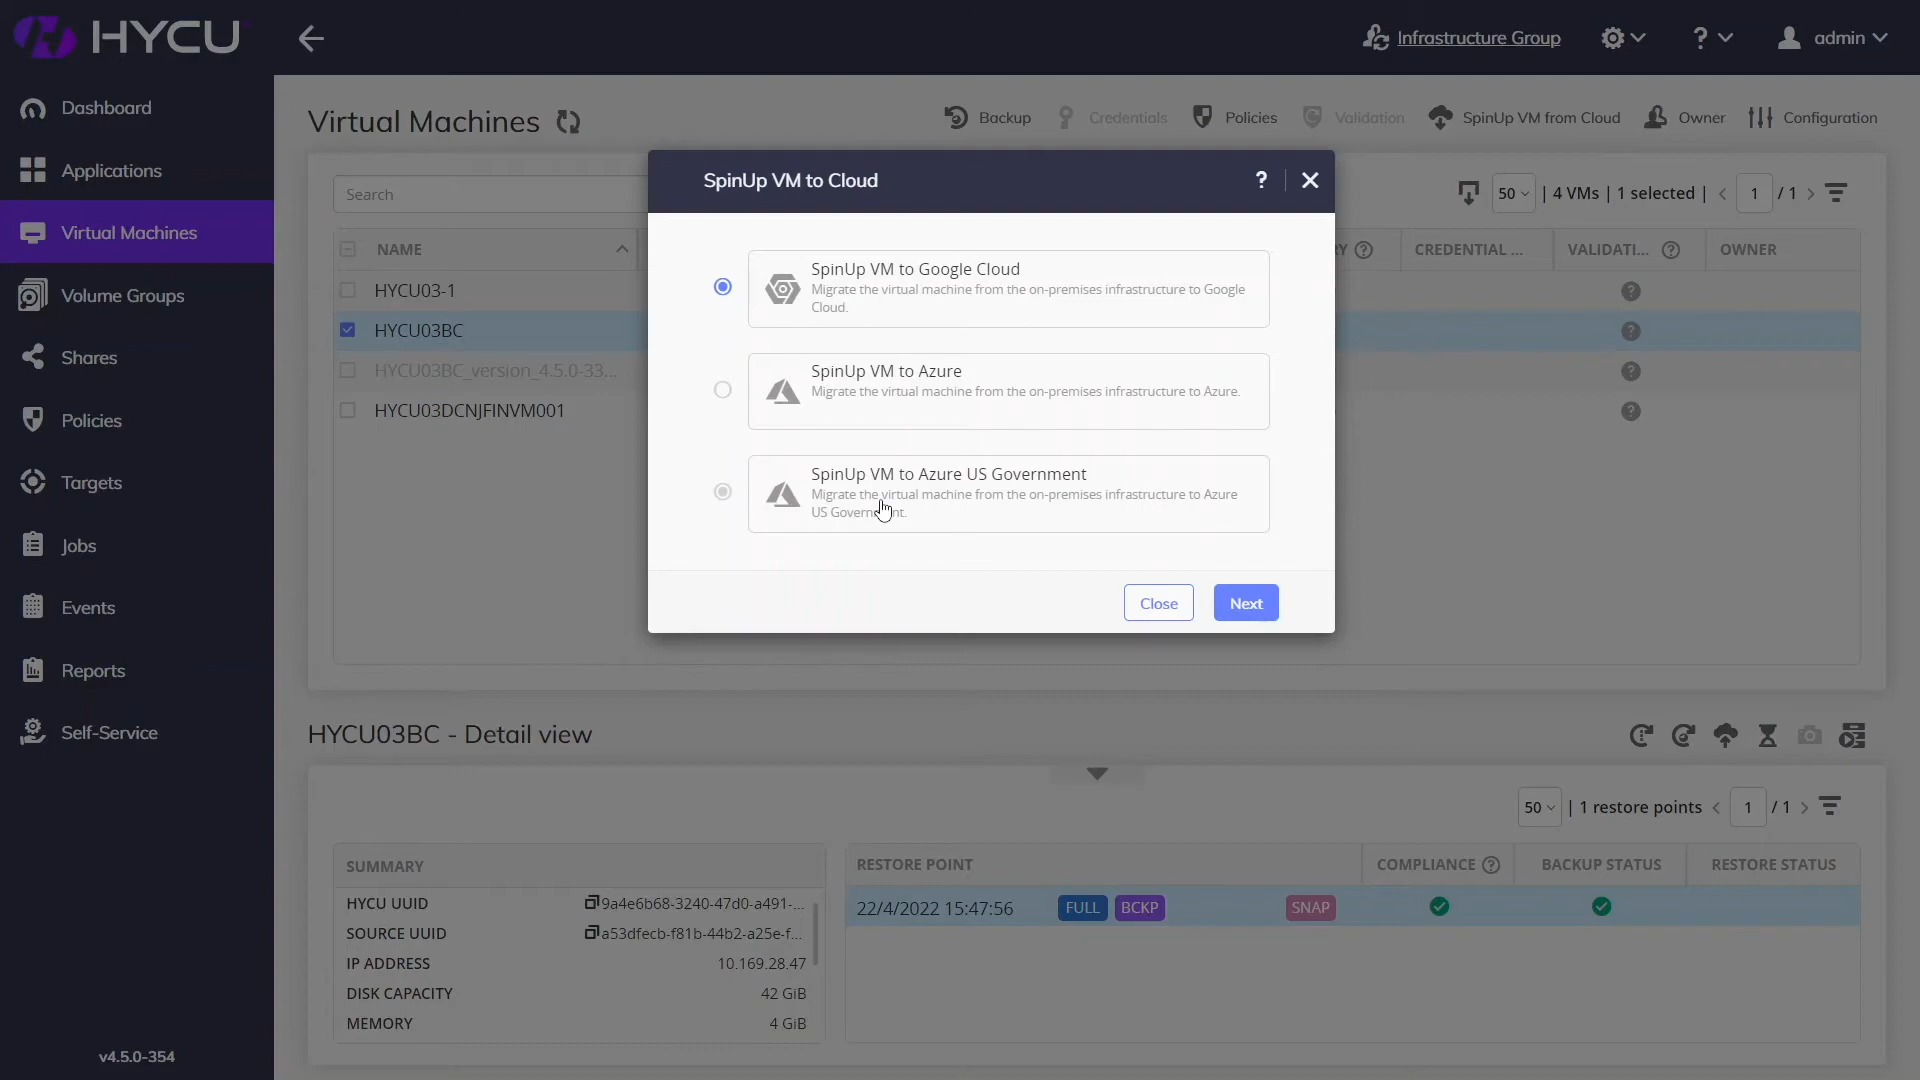 HYCU
Infrastructure Group
?
admin
Dashboard
Applications
Virtual Machines
Volume Groups
Shares
Policies
Targets
Jobs
Events
Reports
Self-Service
v4.5.0-354
Virtual Machines
Backup
Credentials
Policies
Validation
SpinUp VM from Cloud
Owner
Configuration
Search
50 | 4 VMs | 1 selected | < 1 / 1 >
NAME
Y ?
CREDENTIAL ...
VALIDATI... ?
OWNER
HYCU03-1
?
HYCU03BC
?
HYCU03BC_version_4.5.0-33...
?
HYCU03DCNJFINVM001
?
SpinUp VM to Cloud
?
SpinUp VM to Google Cloud
Migrate the virtual machine from the on-premises infrastructure to Google
Cloud.
SpinUp VM to Azure
Migrate the virtual machine from the on-premises infrastructure to Azure.
SpinUp VM to Azure US Government
Migrate the virtual machine from the on-premises infrastructure to Azure
US Government.
Close
Next
HYCU03BC - Detail view
50 | 1 restore points < 1 / 1 >
SUMMARY
HYCU UUID 9a4e6b68-3240-47d0-a491-...
SOURCE UUID a53dfecb-f81b-44b2-a25e-f...
IP ADDRESS 10.169.28.47
DISK CAPACITY 42 GiB
MEMORY 4 GiB
RESTORE POINT
COMPLIANCE ?
BACKUP STATUS
RESTORE STATUS
22/4/2022 15:47:56 FULL BCKP SNAP